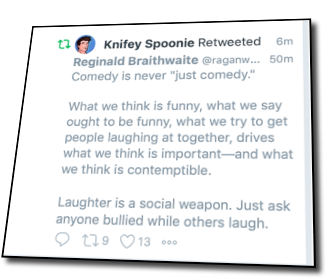 Knifey Spoonie Retweeted 6m
Reginald Braithwaite @raganw... 50m
Comedy is never "just comedy."
What we think is funny, what we say
ought to be funny, what we try to get
people laughing at together, drives
what we think is important—and what
we think is contemptible.
Laughter is a social weapon. Just ask
anyone bullied while others laugh.
9 13